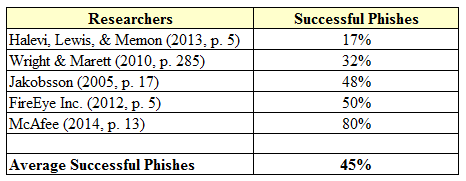 Researchers Successful Phishes
Halevi, Lewis, & Memon (2013, p. 5) 17%
Wright & Marett (2010, p. 285) 32%
Jakobsson (2005, p. 17) 48%
FireEye Inc. (2012, p. 5) 50%
McAfee (2014, p. 13) 80%
Average Successful Phishes 45%